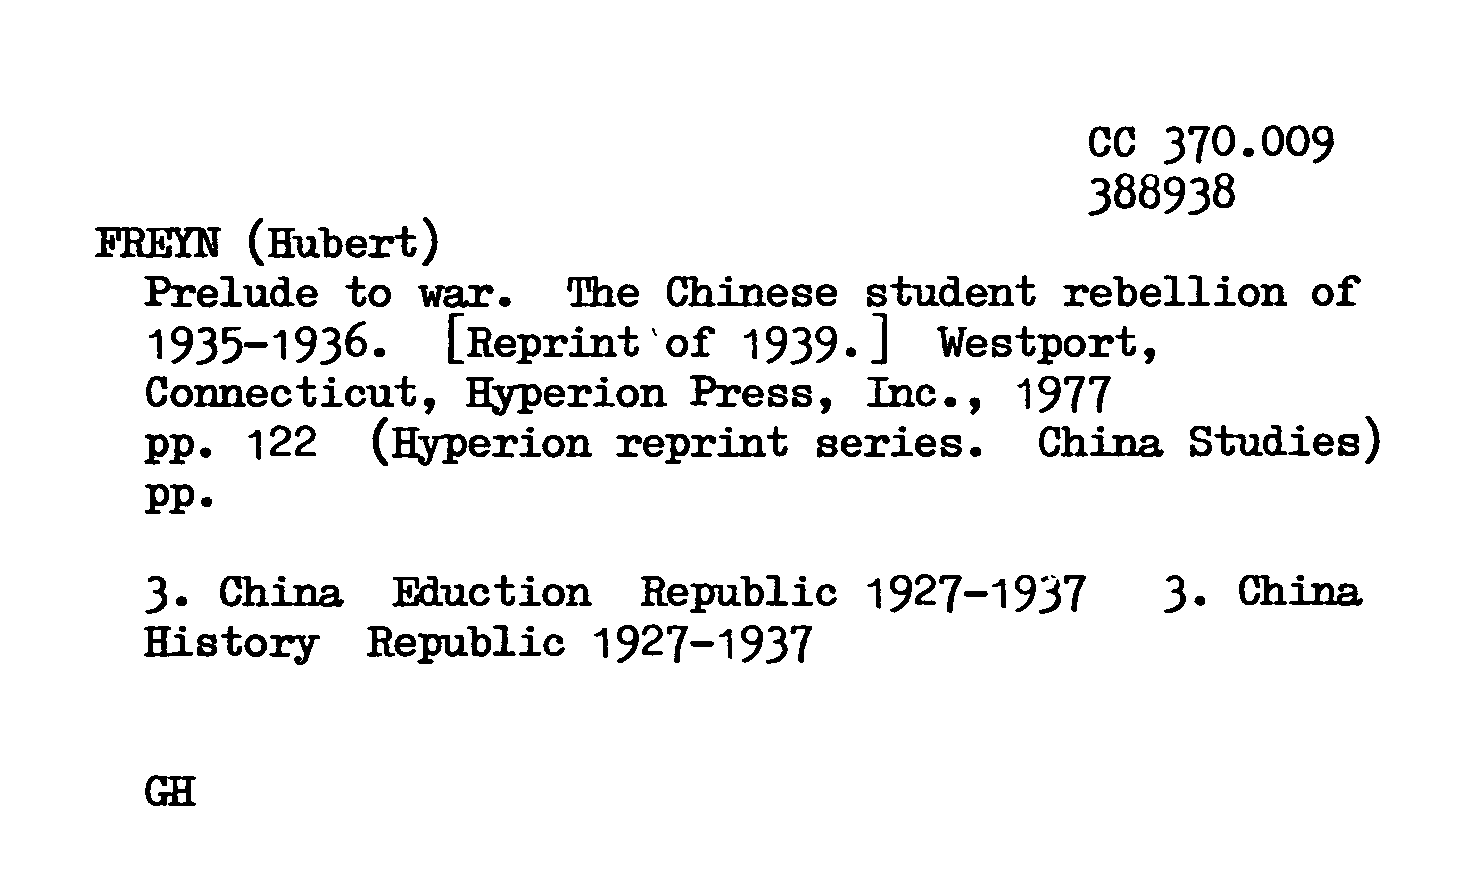 CC 370.009
388938
FREYN (Hubert)
Prelude to war. The Chinese student rebellion of
1935-1936. [Reprint of 1939.] Westport,
Connecticut, Hyperion Press, Inc., 1977
pp. 122 (Hyperion reprint series. China Studies)
pp.
3. China Eduction Republic 1927-1937 3. China
History Republic 1927-1937
GH